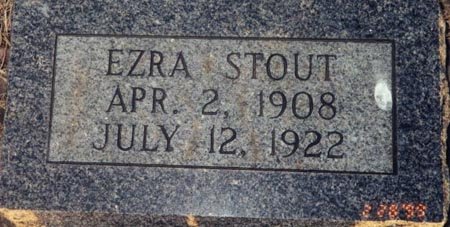 EZRA STOUT
APR. 2, 1908
JULY 12, 1922